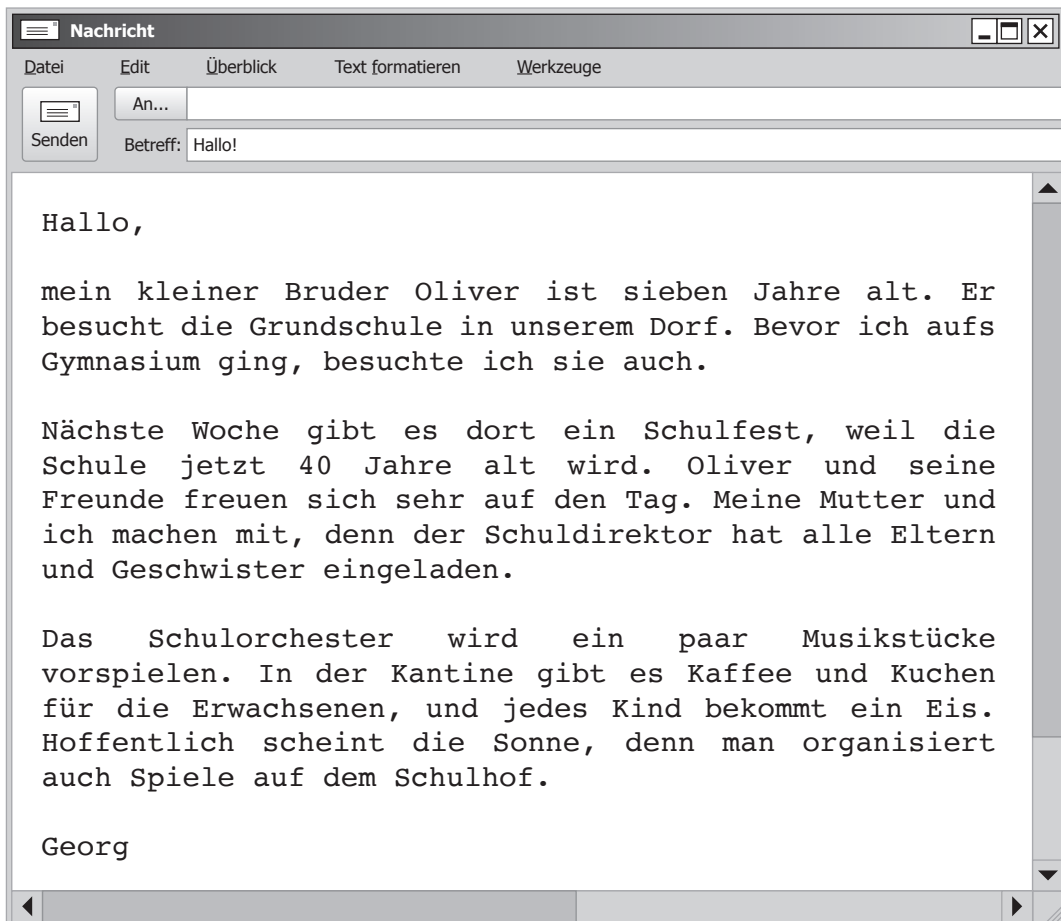 Nachricht
Datei Edit Überblick Text formatieren Werkzeuge
An...
Senden
Betreff: Hallo!
Hallo,
mein kleiner Bruder Oliver ist sieben Jahre alt. Er
besucht die Grundschule in unserem Dorf. Bevor ich aufs
Gymnasium ging, besuchte ich sie auch.
Nächste Woche gibt es dort ein Schulfest, weil die
Schule jetzt 40 Jahre alt wird. Oliver und seine
Freunde freuen sich sehr auf den Tag. Meine Mutter und
ich machen mit, denn der Schuldirektor hat alle Eltern
und Geschwister eingeladen.
Das Schulorchester wird ein paar Musikstücke
vorspielen. In der Kantine gibt es Kaffee und Kuchen
für die Erwachsenen, und jedes Kind bekommt ein Eis.
Hoffentlich scheint die Sonne, denn man organisiert
auch Spiele auf dem Schulhof.
Georg